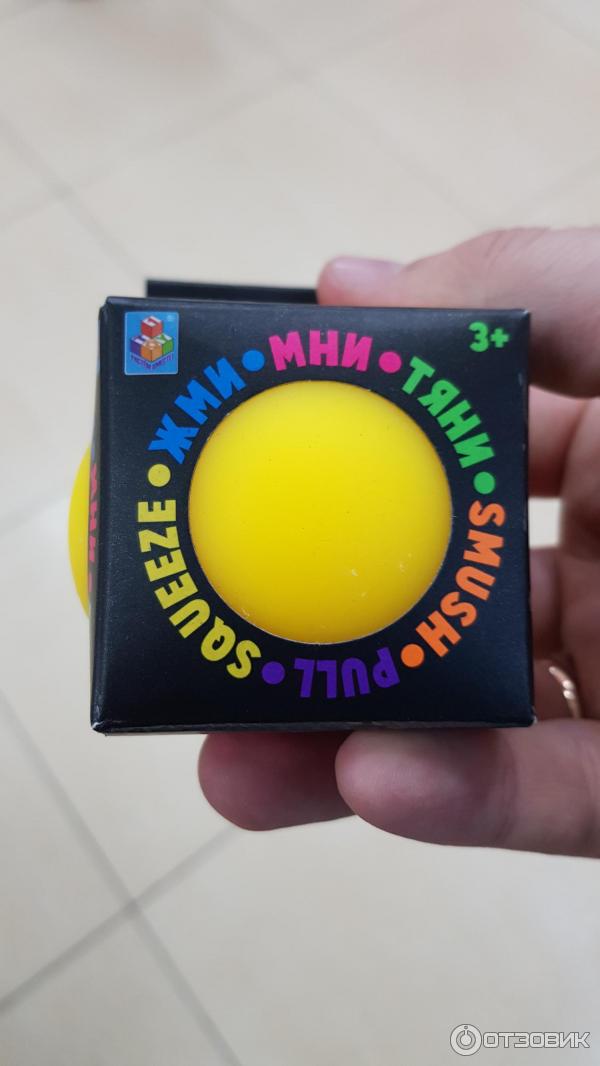 3+
ЖМИ • МНИ • ТЯНИ • SMUSH • PULL • SQUEEZE •
ОТЗОВИК